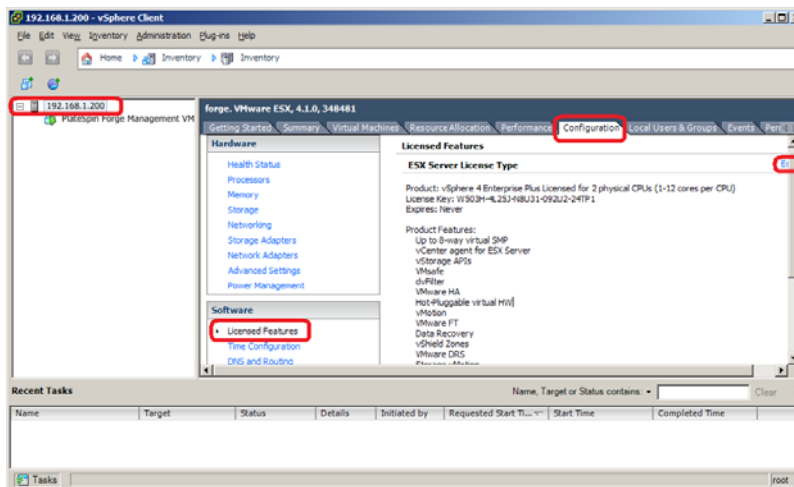 192.168.1.200 - vSphere Client
File Edit View Inventory Administration Plug-ins Help
Home Inventory Inventory
192.168.1.200
PlateSpin Forge Management VM
forge. VMware ESX, 4.1.0, 348481
Getting Started Summary Virtual Machines Resource Allocation Performance Configuration Local Users & Groups Events
Hardware
Health Status
Processors
Memory
Storage
Networking
Storage Adapters
Network Adapters
Advanced Settings
Power Management
Software
Licensed Features
Time Configuration
DNS and Routing
Licensed Features
ESX Server License Type
Product: vSphere 4 Enterprise Plus Licensed for 2 physical CPUs (1-12 cores per CPU)
License Key:
Expires: Never
Product Features:
Up to 8-way virtual SMP
vCenter agent for ESX Server
vStorage APIs
VMsafe
dvFilter
VMware HA
Hot-Pluggable virtual HW
vMotion
VMware FT
Data Recovery
vShield Zones
VMware DRS
Storage vMotion
Recent Tasks
Name, Target or Status contains: Clear
Name Target Status Details Initiated by Requested Start Ti... Start Time Completed Time
Tasks root